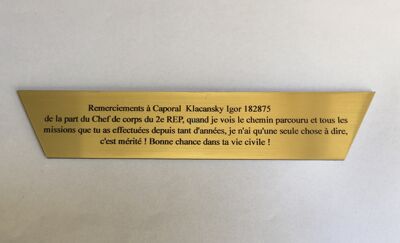 Remerciements à Caporal Klacansky Igor 182875
de la part du Chef de corps du 2e REP, quand je vois le chemin parcouru et tous les
missions que tu as effectuées depuis tant d'années, je n'ai qu'une seule chose à dire,
c'est mérité ! Bonne chance dans ta vie civile !